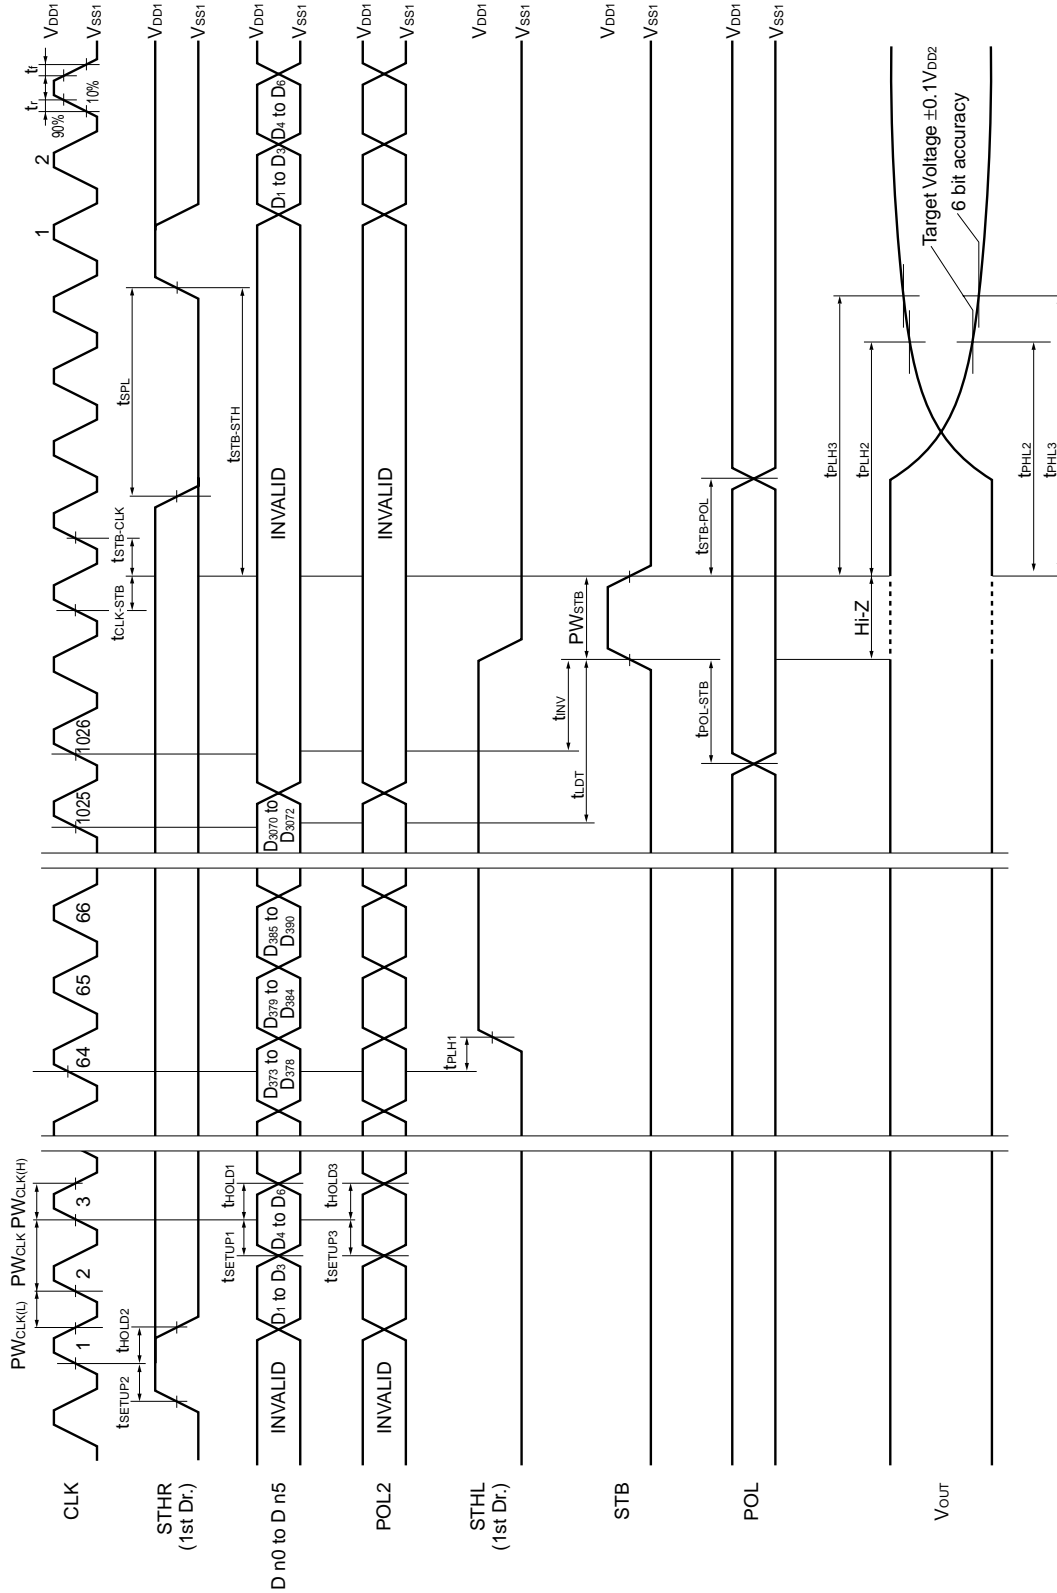 CLK
PWCLK(L)
PWCLK
PWCLK(H)
1
2
3
64
65
66
1025
1026
1
2
tr
tf
90%
10%
VDD1
VSS1
STHR
(1st Dr.)
tSETUP2
tHOLD2
tCLK-STB
tSTB-CLK
tSPL
tSTB-STH
VDD1
VSS1
D n0 to D n5
INVALID
D1 to D3
D4 to D6
tSETUP1
tHOLD1
D373 to
D378
D379 to
D384
D385 to
D390
D3070 to
D3072
INVALID
D1 to D3
D4 to D6
VDD1
VSS1
POL2
INVALID
tSETUP3
tHOLD3
INVALID
VDD1
VSS1
STHL
(1st Dr.)
tPLH1
VDD1
VSS1
STB
tLDT
tINV
PWSTB
VDD1
VSS1
POL
tPOL-STB
tSTB-POL
VOUT
Hi-Z
tPLH3
tPLH2
tPHL2
tPHL3
Target Voltage ±0.1VDD2
6 bit accuracy